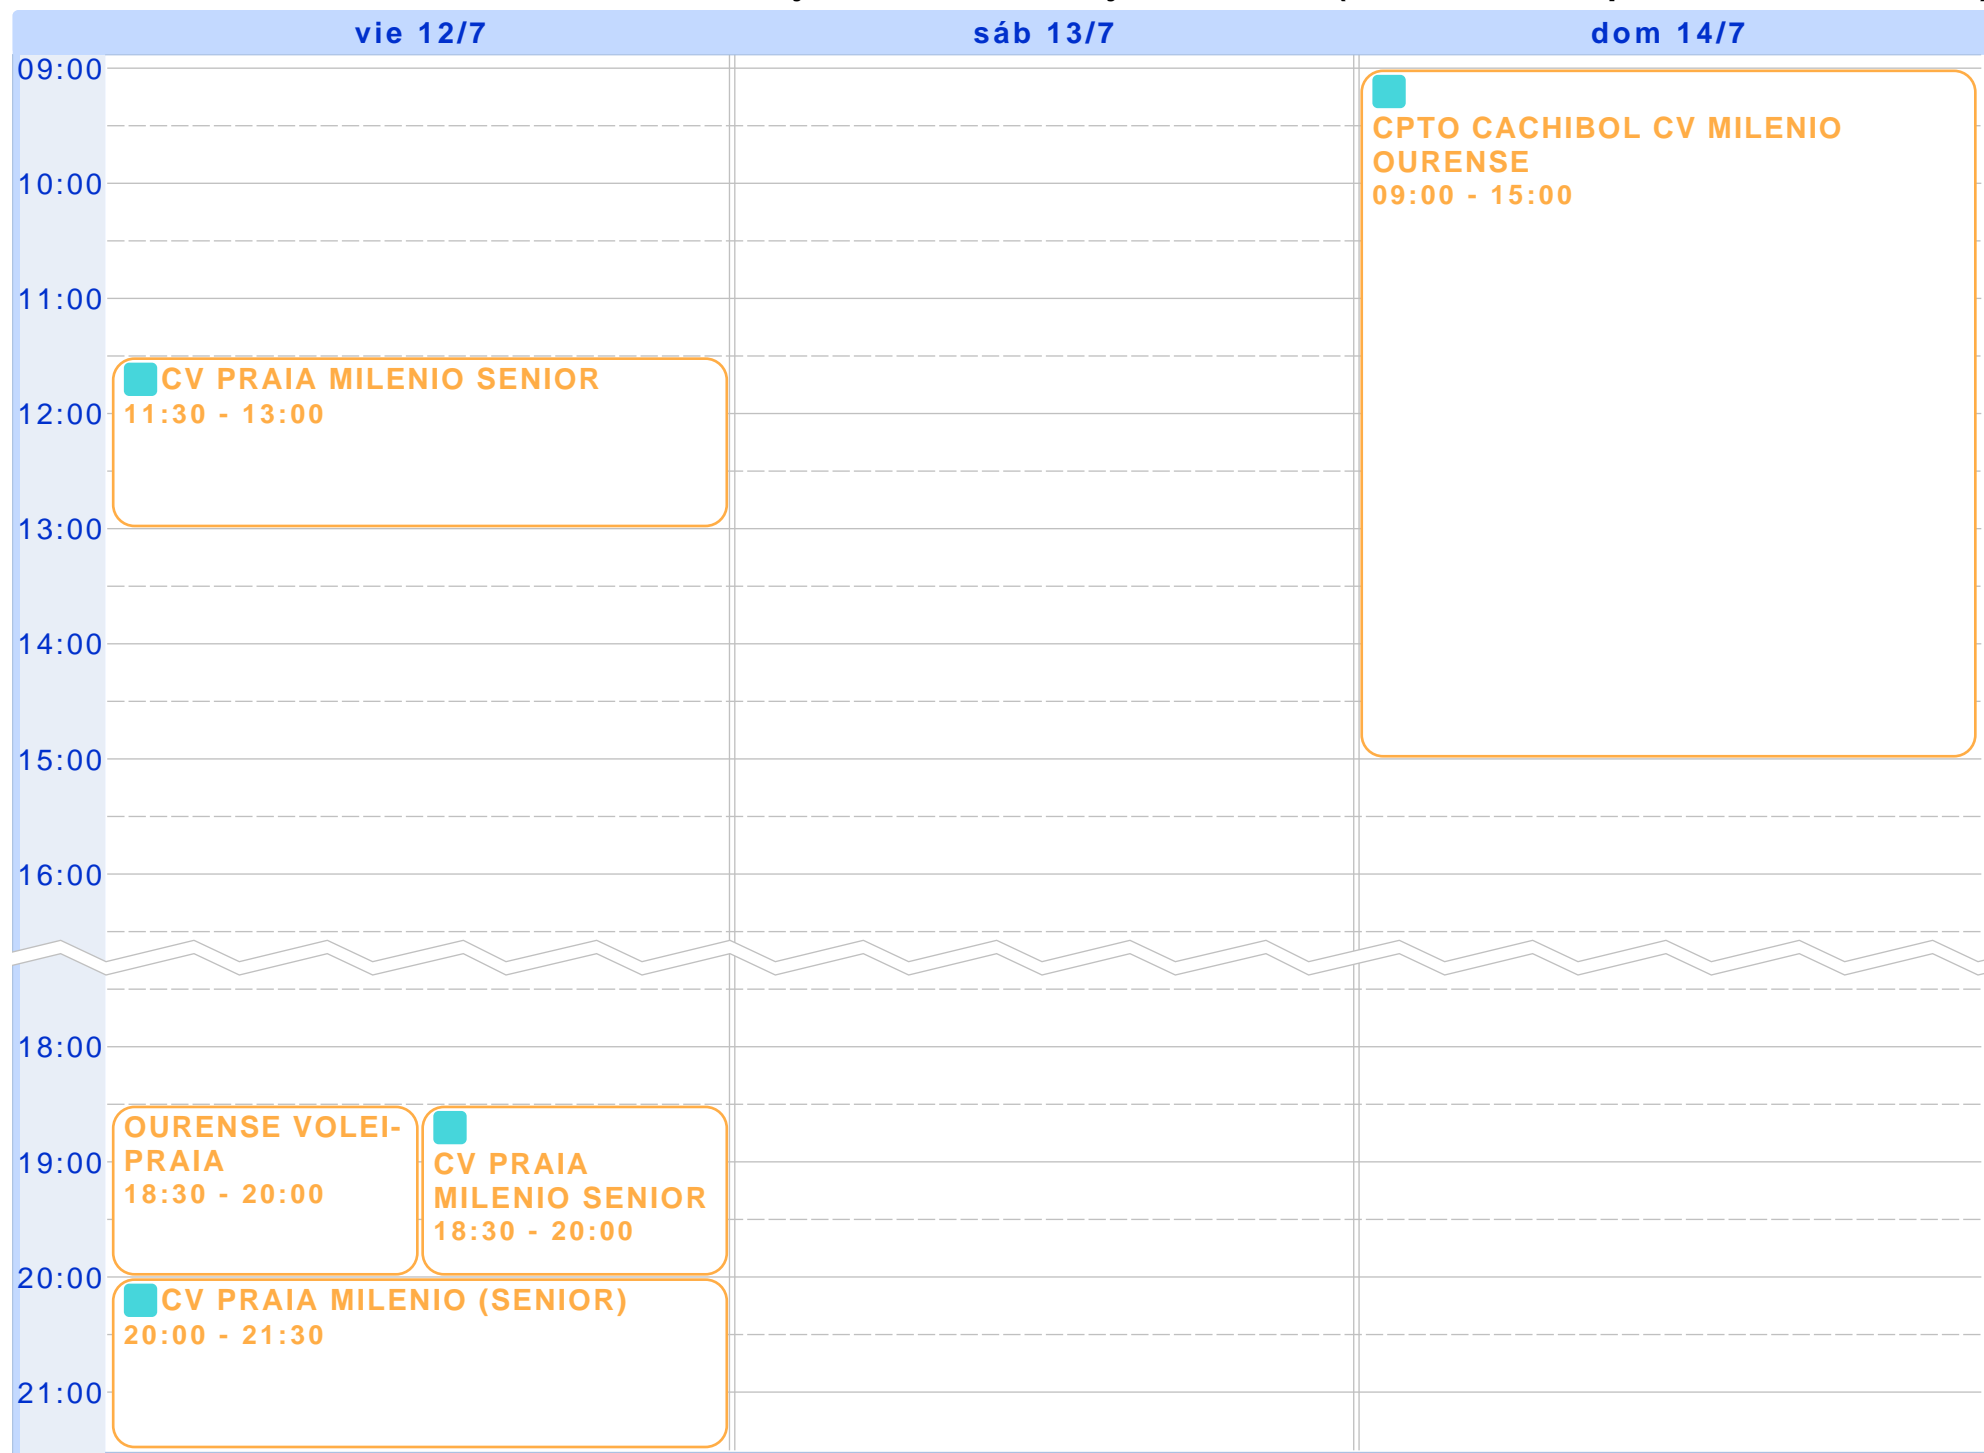 vie 12/7
sáb 13/7
dom 14/7
09:00
10:00
11:00
12:00
13:00
14:00
15:00
16:00
18:00
19:00
20:00
21:00
CV PRAIA MILENIO SENIOR
11:30 - 13:00
OURENSE VOLEI-
PRAIA
18:30 - 20:00
CV PRAIA
MILENIO SENIOR
18:30 - 20:00
CV PRAIA MILENIO (SENIOR)
20:00 - 21:30
CPTO CACHIBOL CV MILENIO
OURENSE
09:00 - 15:00